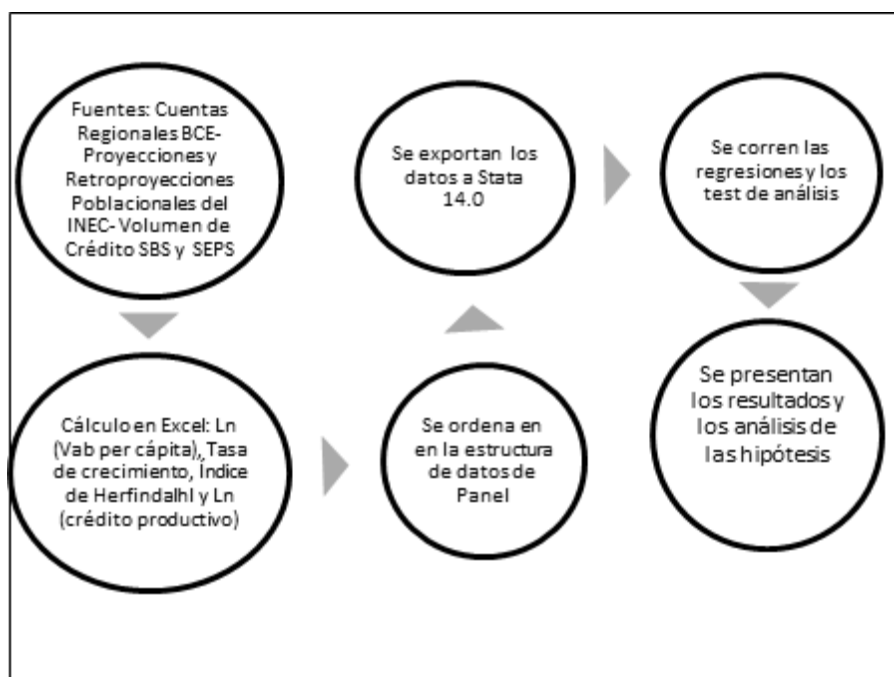 Fuentes: Cuentas
Regionales BCE-
Proyecciones y
Retroproyecciones
Poblacionales del
INEC- Volumen de
Crédito SBS y SEPS
Cálculo en Excel: Ln
(Vab per cápita), Tasa
de crecimiento, Índice
de Herfindalhl y Ln
(crédito productivo)
Se ordena en
en la estructura
de datos de
Panel
Se exportan los
datos a Stata
14.0
Se corren las
regresiones y los
test de análisis
Se presentan
los resultados y
los análisis de
las hipótesis